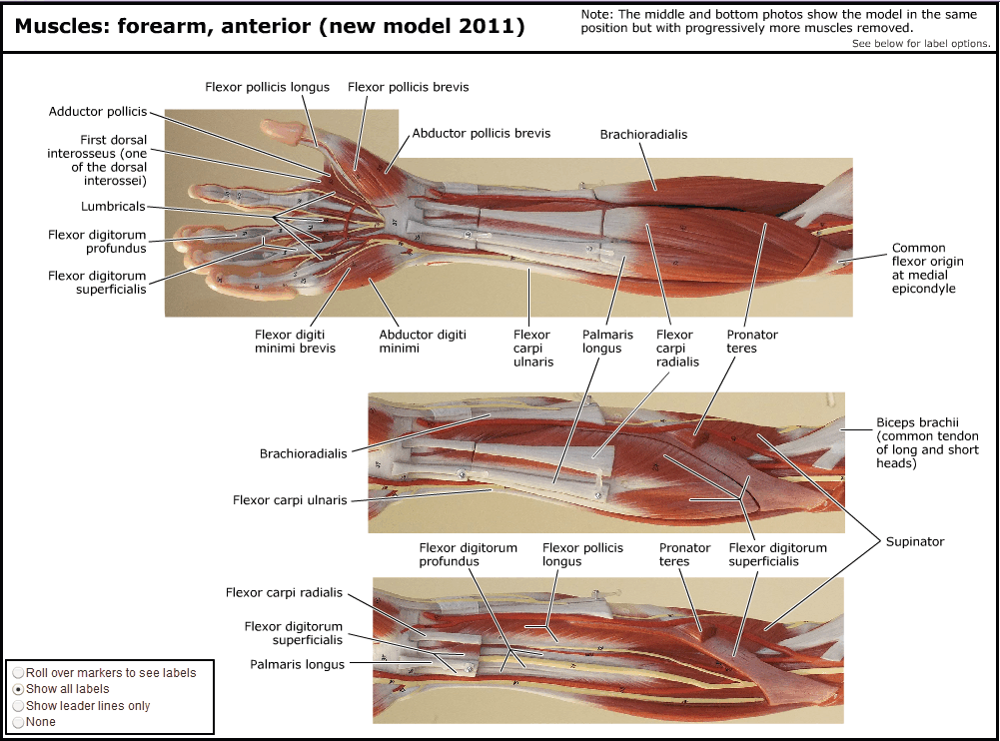 Muscles: forearm, anterior (new model 2011)
Note: The middle and bottom photos show the model in the same
position but with progressively more muscles removed.
See below for label options.
Flexor pollicis longus
Flexor pollicis brevis
Adductor pollicis
Abductor pollicis brevis
Brachioradialis
First dorsal
interosseus (one
of the dorsal
interossei)
Lumbricals
Flexor digitorum
profundus
Flexor digitorum
superficialis
Common
flexor origin
at medial
epicondyle
Flexor digiti
minimi brevis
Abductor digiti
minimi
Flexor
carpi
ulnaris
Palmaris
longus
Flexor
carpi
radialis
Pronator
teres
Biceps brachii
(common tendon
of long and short
heads)
Brachioradialis
Flexor carpi ulnaris
Supinator
Flexor digitorum
profundus
Flexor pollicis
longus
Pronator
teres
Flexor digitorum
superficialis
Flexor carpi radialis
Flexor digitorum
superficialis
Palmaris longus
Roll over markers to see labels
Show all labels
Show leader lines only
None